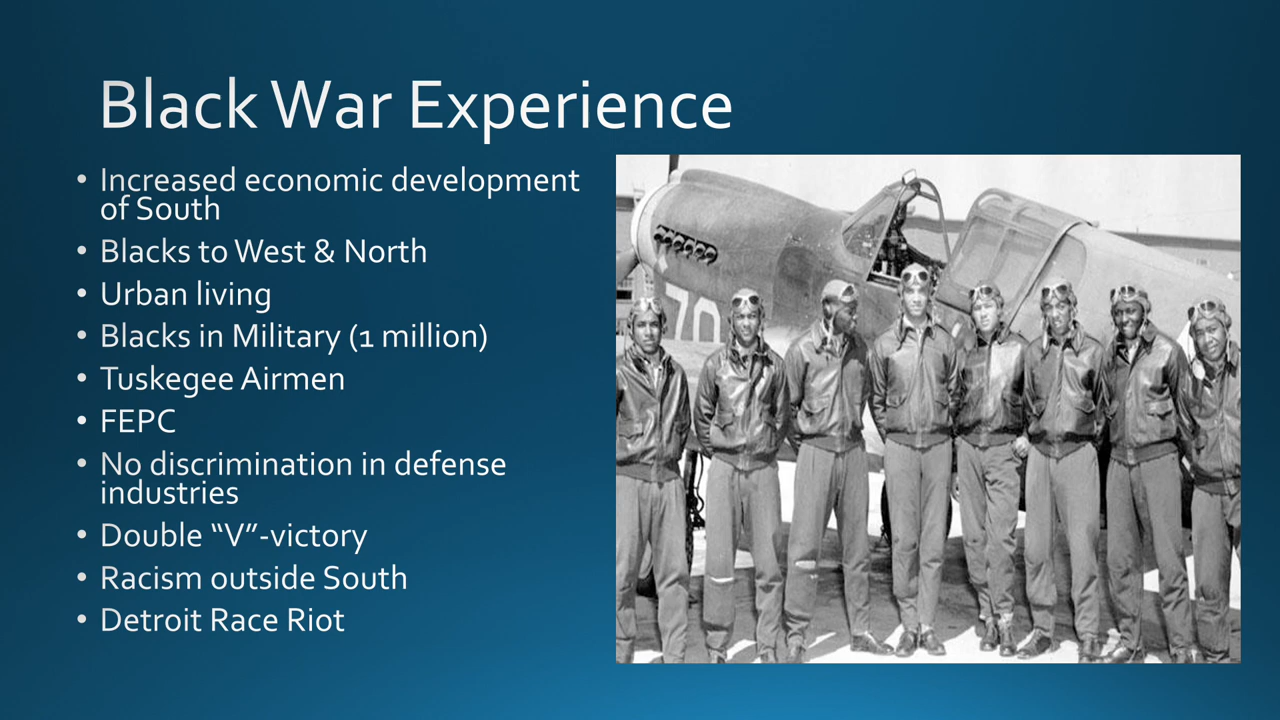 Black War Experience
• Increased economic development
of South
• Blacks to West & North
• Urban living
• Blacks in Military (1 million)
• Tuskegee Airmen
• FEPC
• No discrimination in defense
industries
• Double “V”-victory
• Racism outside South
• Detroit Race Riot
70